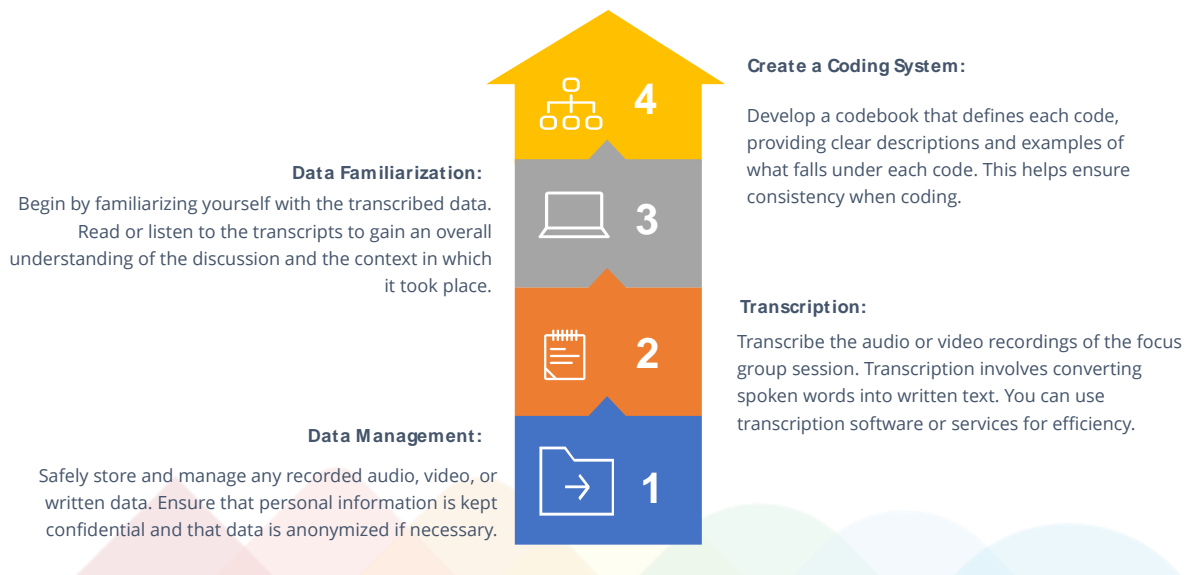 4
Create a Coding System:
Develop a codebook that defines each code,
providing clear descriptions and examples of
what falls under each code. This helps ensure
consistency when coding.
Data Familiarization:
Begin by familiarizing yourself with the transcribed data.
Read or listen to the transcripts to gain an overall
understanding of the discussion and the context in which
it took place.
3
Transcription:
Transcribe the audio or video recordings of the focus
group session. Transcription involves converting
spoken words into written text. You can use
transcription software or services for efficiency.
2
Data Management:
Safely store and manage any recorded audio, video, or
written data. Ensure that personal information is kept
confidential and that data is anonymized if necessary.
1